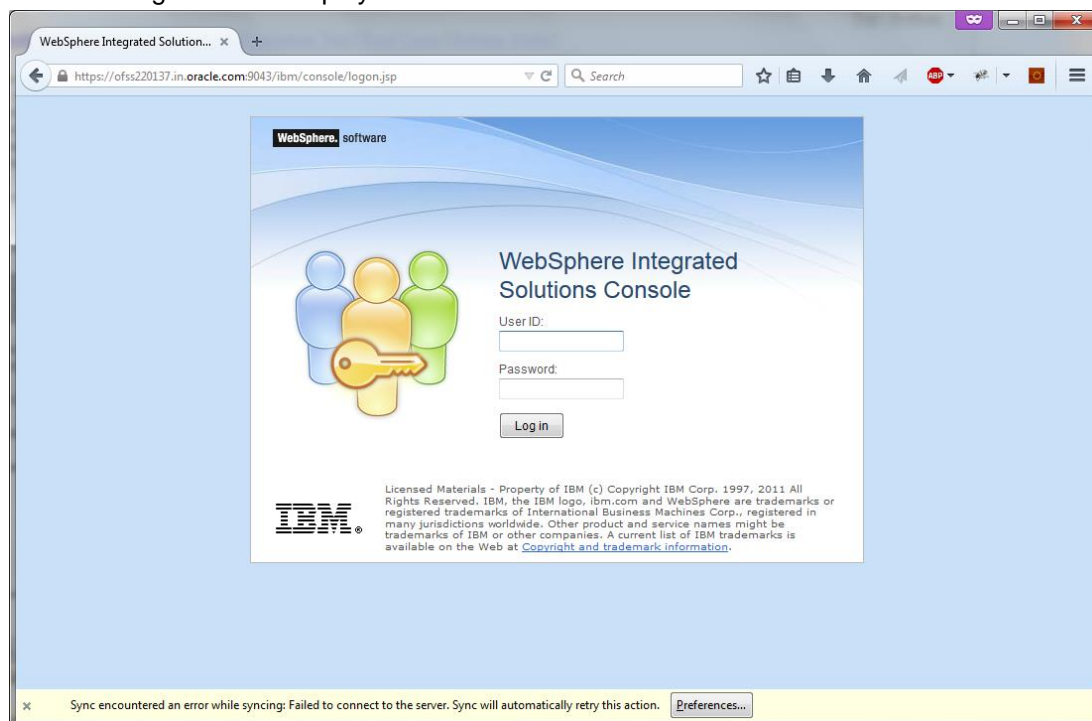 WebSphere Integrated Solution... × +
https://ofss220137.in.oracle.com:9043/ibm/console/logon.jsp
Search
ABP
WebSphere. software
WebSphere Integrated
Solutions Console
User ID:
Password:
Log in
Licensed Materials - Property of IBM (c) Copyright IBM Corp. 1997, 2011 All
Rights Reserved. IBM, the IBM logo, ibm.com and WebSphere are trademarks or
registered trademarks of International Business Machines Corp., registered in
many jurisdictions worldwide. Other product and service names might be
trademarks of IBM or other companies. A current list of IBM trademarks is
available on the Web at Copyright and trademark information.
IBM®
× Sync encountered an error while syncing: Failed to connect to the server. Sync will automatically retry this action. Preferences...